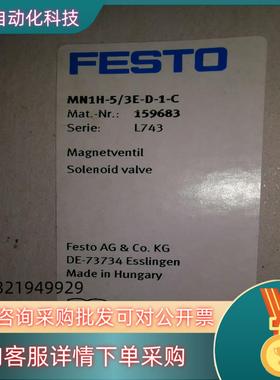 自动化科技
FESTO
MN1H-5/3E-D-1-C
Mat.-Nr.: 159683
Serie: L743
Magnetventil
Solenoid valve
Festo AG & Co. KG
DE-73734 Esslingen
Made in Hungary
821949929
咨询采购批发可对公开票
客服详情下单采购